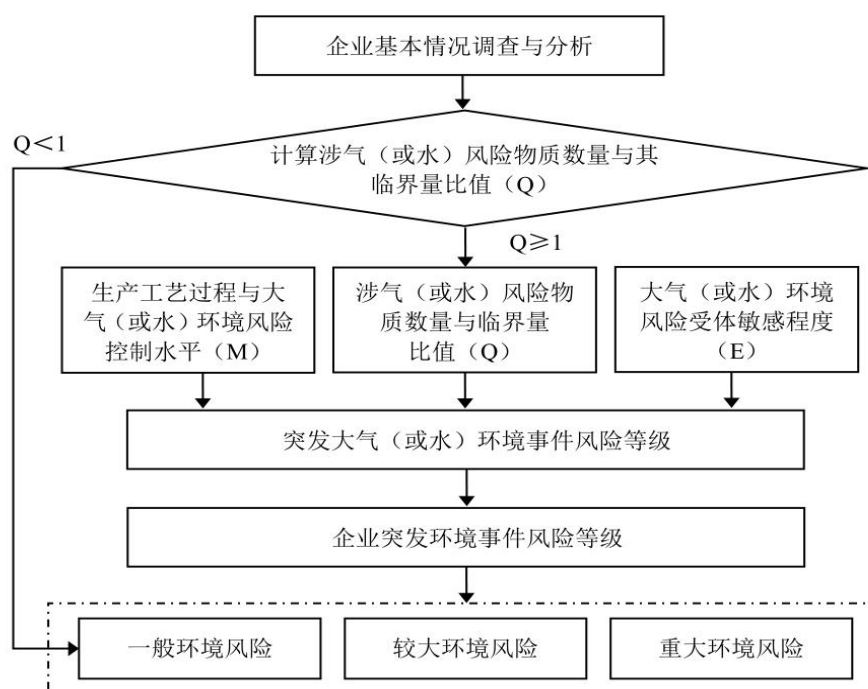 企业基本情况调查与分析
Q<1
计算涉气（或水）风险物质数量与其
临界量比值（Q）
Q≥1
生产工艺过程与大
气（或水）环境风险
控制水平（M）
涉气（或水）风险物
质数量与临界量
比值（Q）
大气（或水）环境
风险受体敏感程度
（E）
突发大气（或水）环境事件风险等级
企业突发环境事件风险等级
一般环境风险
较大环境风险
重大环境风险